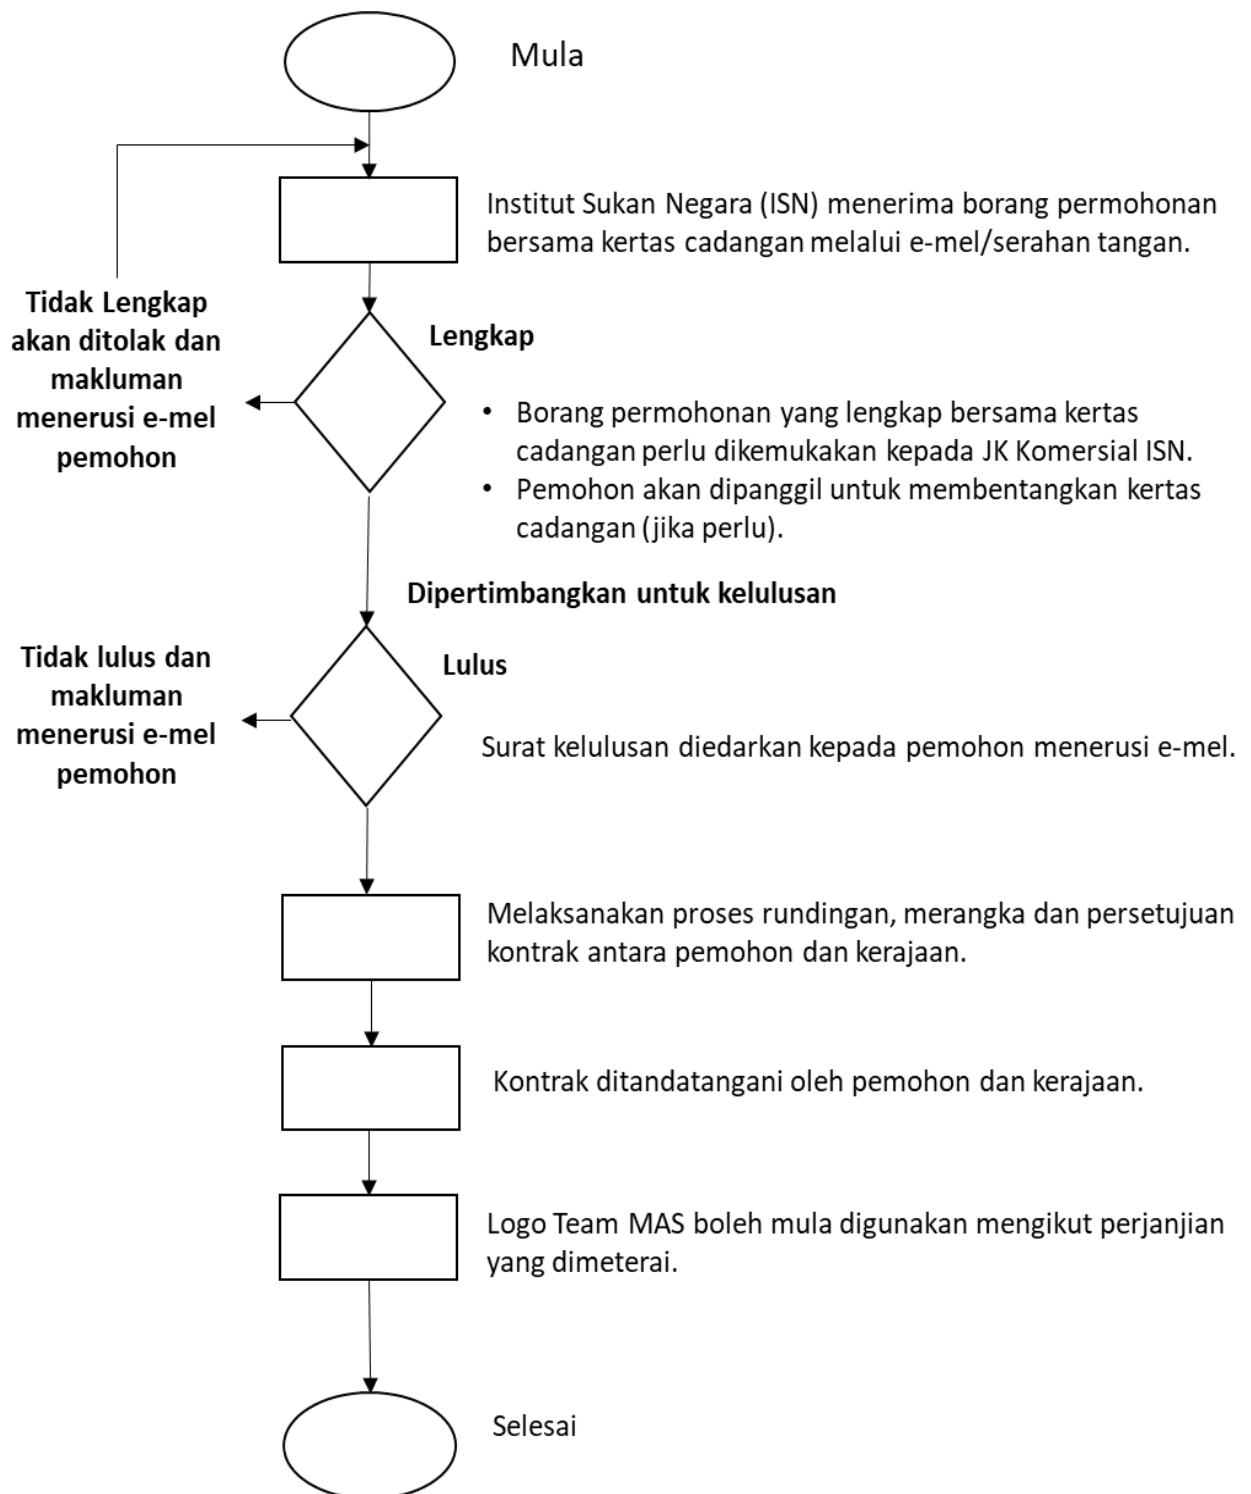 Mula
Institut Sukan Negara (ISN) menerima borang permohonan
bersama kertas cadangan melalui e-mel/serahan tangan.
Tidak Lengkap
akan ditolak dan
makluman
menerusi e-mel
pemohon
Lengkap
• Borang permohonan yang lengkap bersama kertas
cadangan perlu dikemukakan kepada JK Komersial ISN.
• Pemohon akan dipanggil untuk membentangkan kertas
cadangan (jika perlu).
Dipertimbangkan untuk kelulusan
Tidak lulus dan
makluman
menerusi e-mel
pemohon
Lulus
Surat kelulusan diedarkan kepada pemohon menerusi e-mel.
Melaksanakan proses rundingan, merangka dan persetujuan
kontrak antara pemohon dan kerajaan.
Kontrak ditandatangani oleh pemohon dan kerajaan.
Logo Team MAS boleh mula digunakan mengikut perjanjian
yang dimeterai.
Selesai